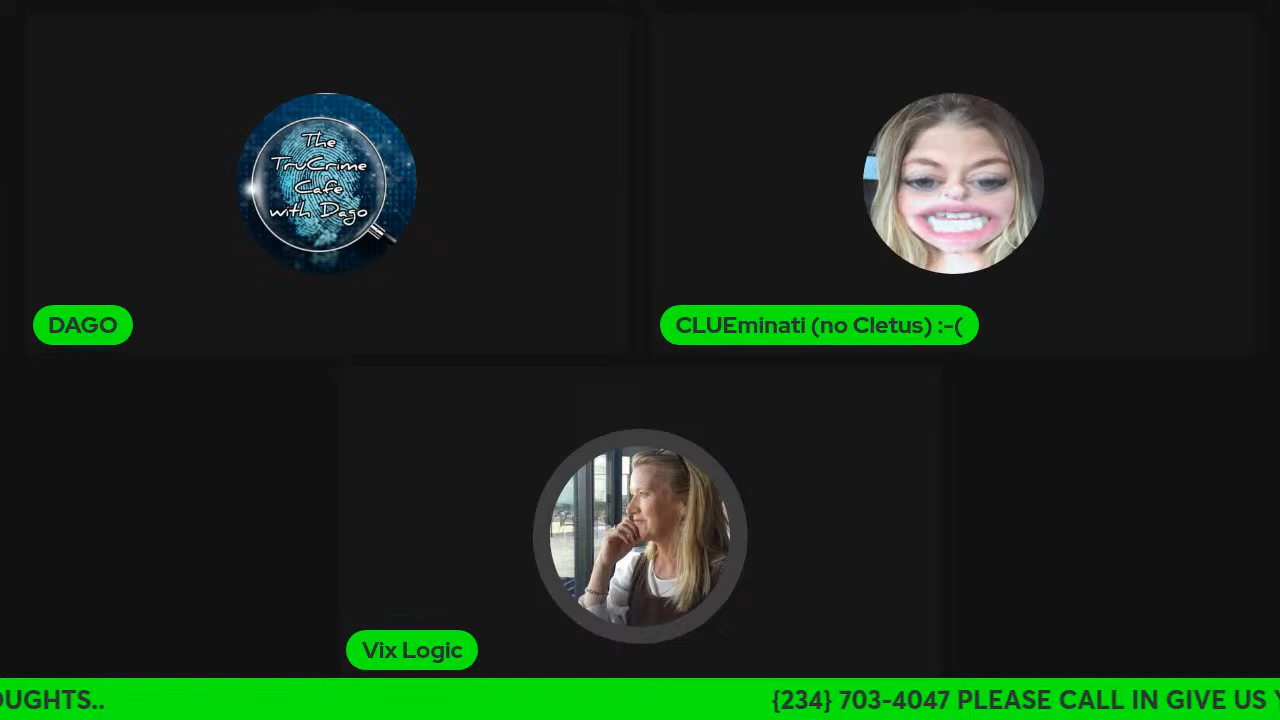 The
TruCrime
Cafe
with Dago
DAGO
CLUEminati (no Cletus) :-(
Vix Logic
OUGHTS.. {234} 703-4047 PLEASE CALL IN GIVE US